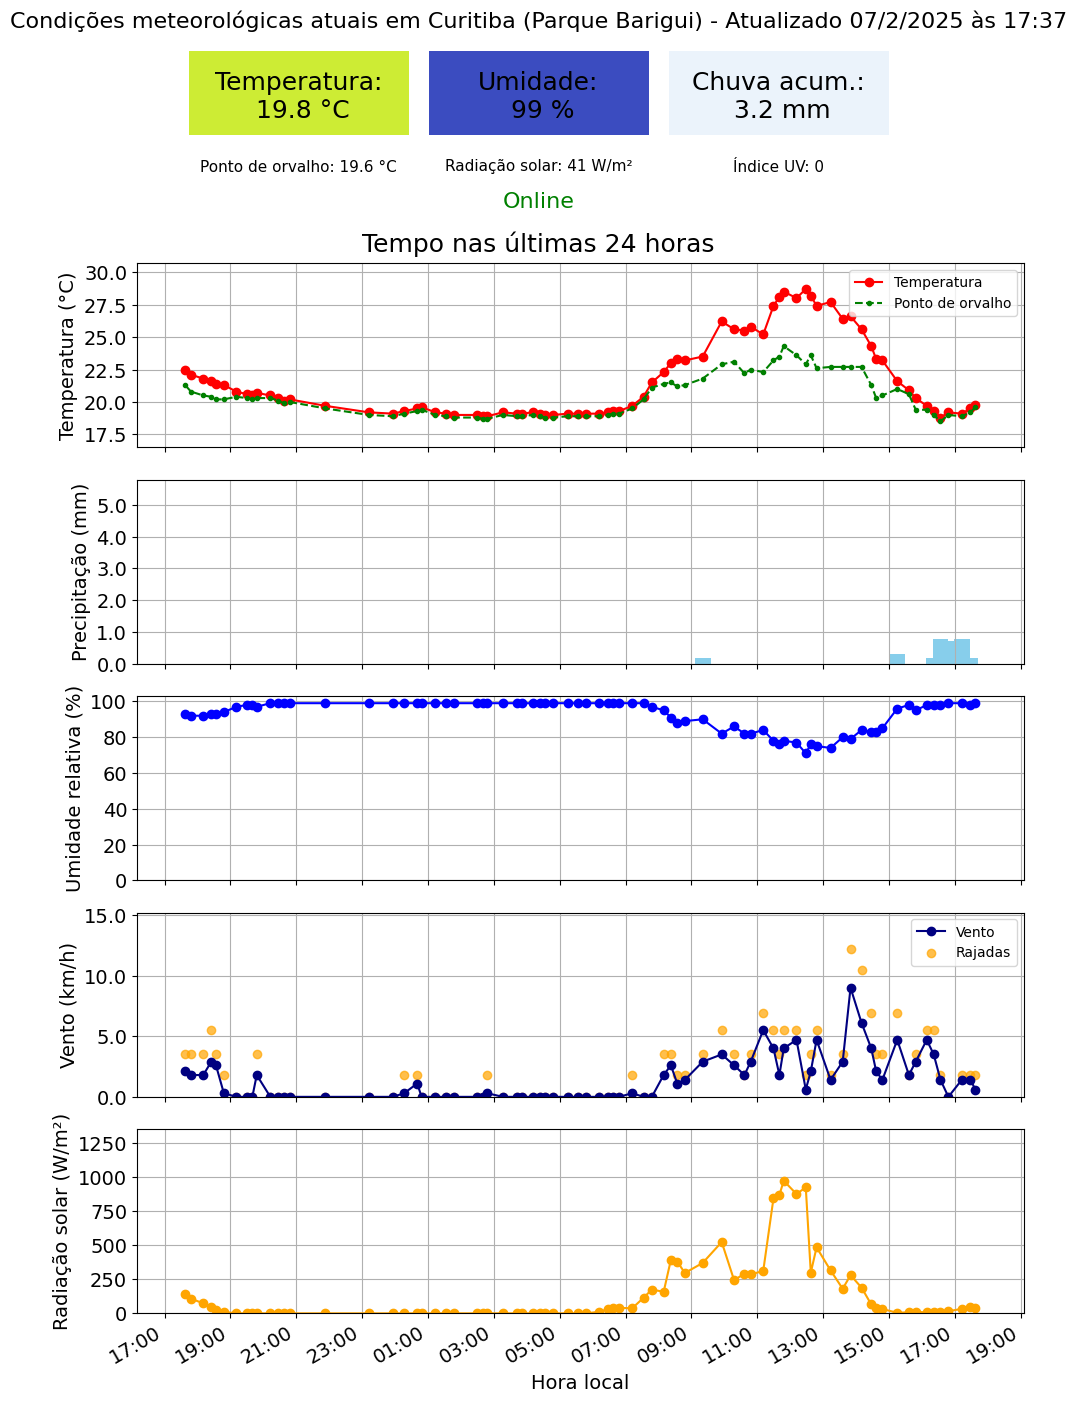 Condições meteorológicas atuais em Curitiba (Parque Barigui) - Atualizado 07/2/2025 às 17:37
Temperatura:
19.8 °C
Umidade:
99 %
Chuva acum.:
3.2 mm
Ponto de orvalho: 19.6 °C
Radiação solar: 41 W/m²
Índice UV: 0
Online
Tempo nas últimas 24 horas
Temperatura (°C)
30.0
27.5
25.0
22.5
20.0
17.5
Temperatura
Ponto de orvalho
Precipitação (mm)
5.0
4.0
3.0
2.0
1.0
0.0
Umidade relativa (%)
100
80
60
40
20
0
Vento (km/h)
15.0
10.0
5.0
0.0
Vento
Rajadas
Radiação solar (W/m²)
1250
1000
750
500
250
0
17:00
19:00
21:00
23:00
01:00
03:00
05:00
07:00
09:00
11:00
13:00
15:00
17:00
19:00
Hora local